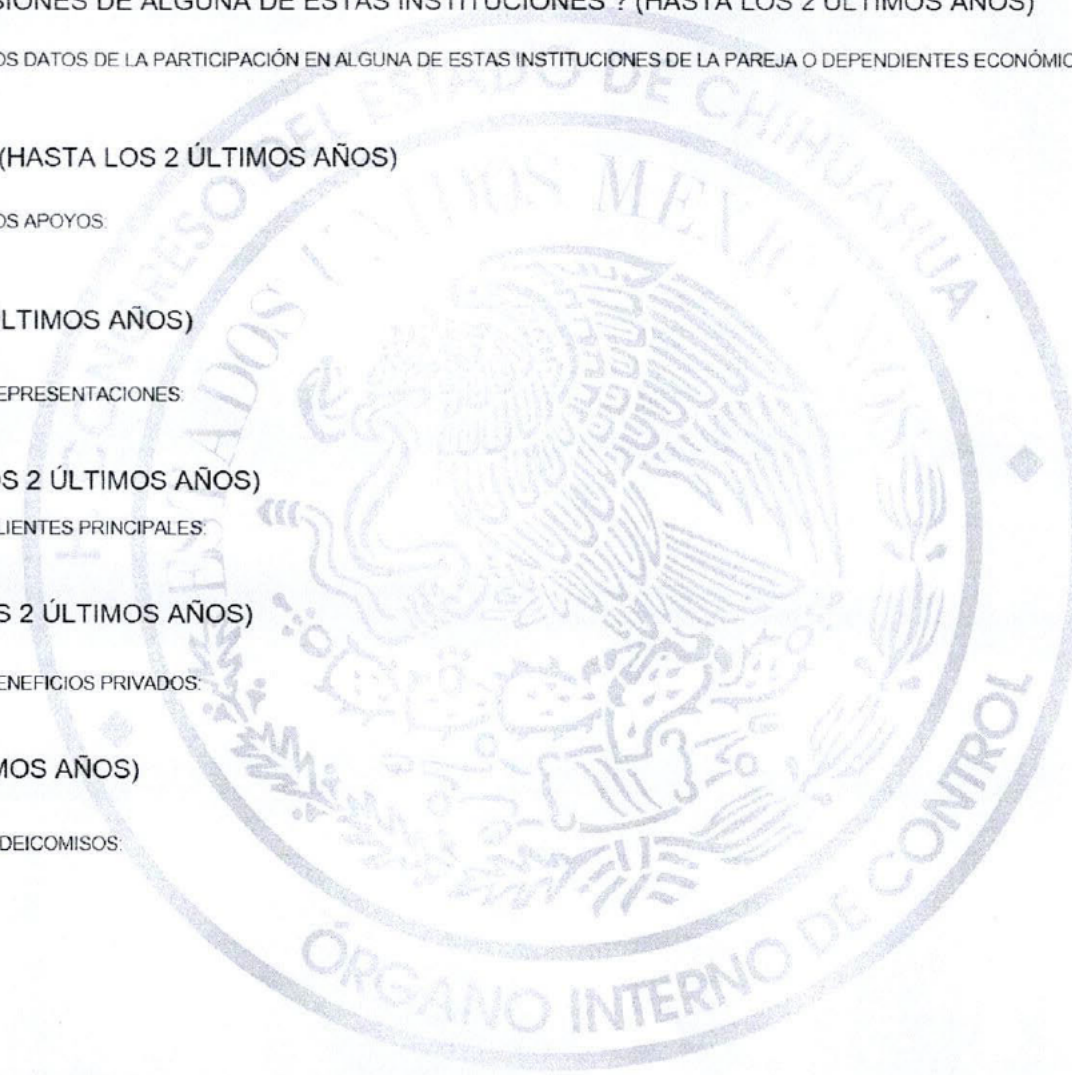 SIONES DE ALGUNA DE ESTAS INSTITUCIONES ? (HASTA LOS 2 ÚLTIMOS AÑOS)
OS DATOS DE LA PARTICIPACIÓN EN ALGUNA DE ESTAS INSTITUCIONES DE LA PAREJA O DEPENDIENTES ECONÓMIC
(HASTA LOS 2 ÚLTIMOS AÑOS)
OS APOYOS:
LTIMOS AÑOS)
EPRESENTACIONES:
OS 2 ÚLTIMOS AÑOS)
LIENTES PRINCIPALES:
S 2 ÚLTIMOS AÑOS)
ENEFICIOS PRIVADOS:
MOS AÑOS)
DEICOMISOS:
H. CONGRESO DEL ESTADO DE CHIHUAHUA
ESTADOS UNIDOS MEXICANOS
ÓRGANO INTERNO DE CONTROL